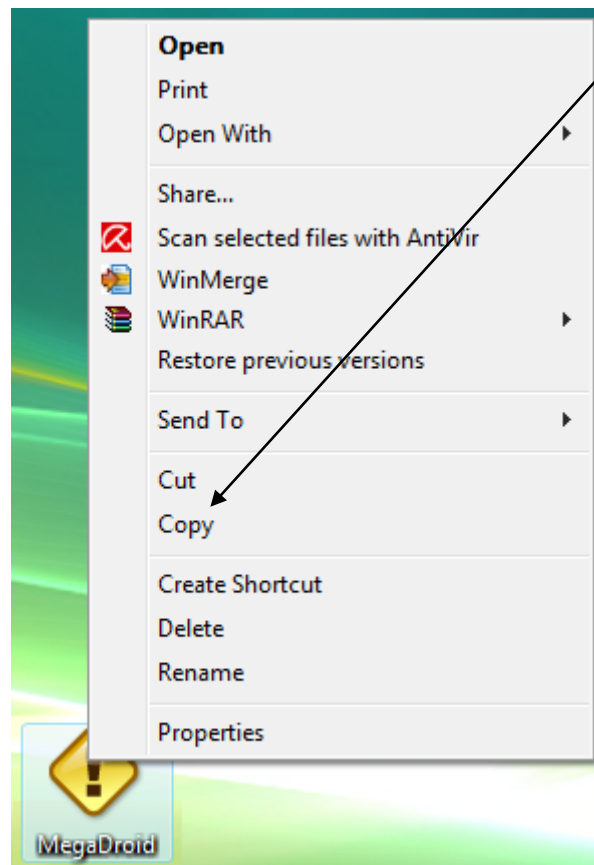 Open
Print
Open With
Share...
Scan selected files with AntiVir
WinMerge
WinRAR
Restore previous versions
Send To
Cut
Copy
Create Shortcut
Delete
Rename
Properties
MegaDroid